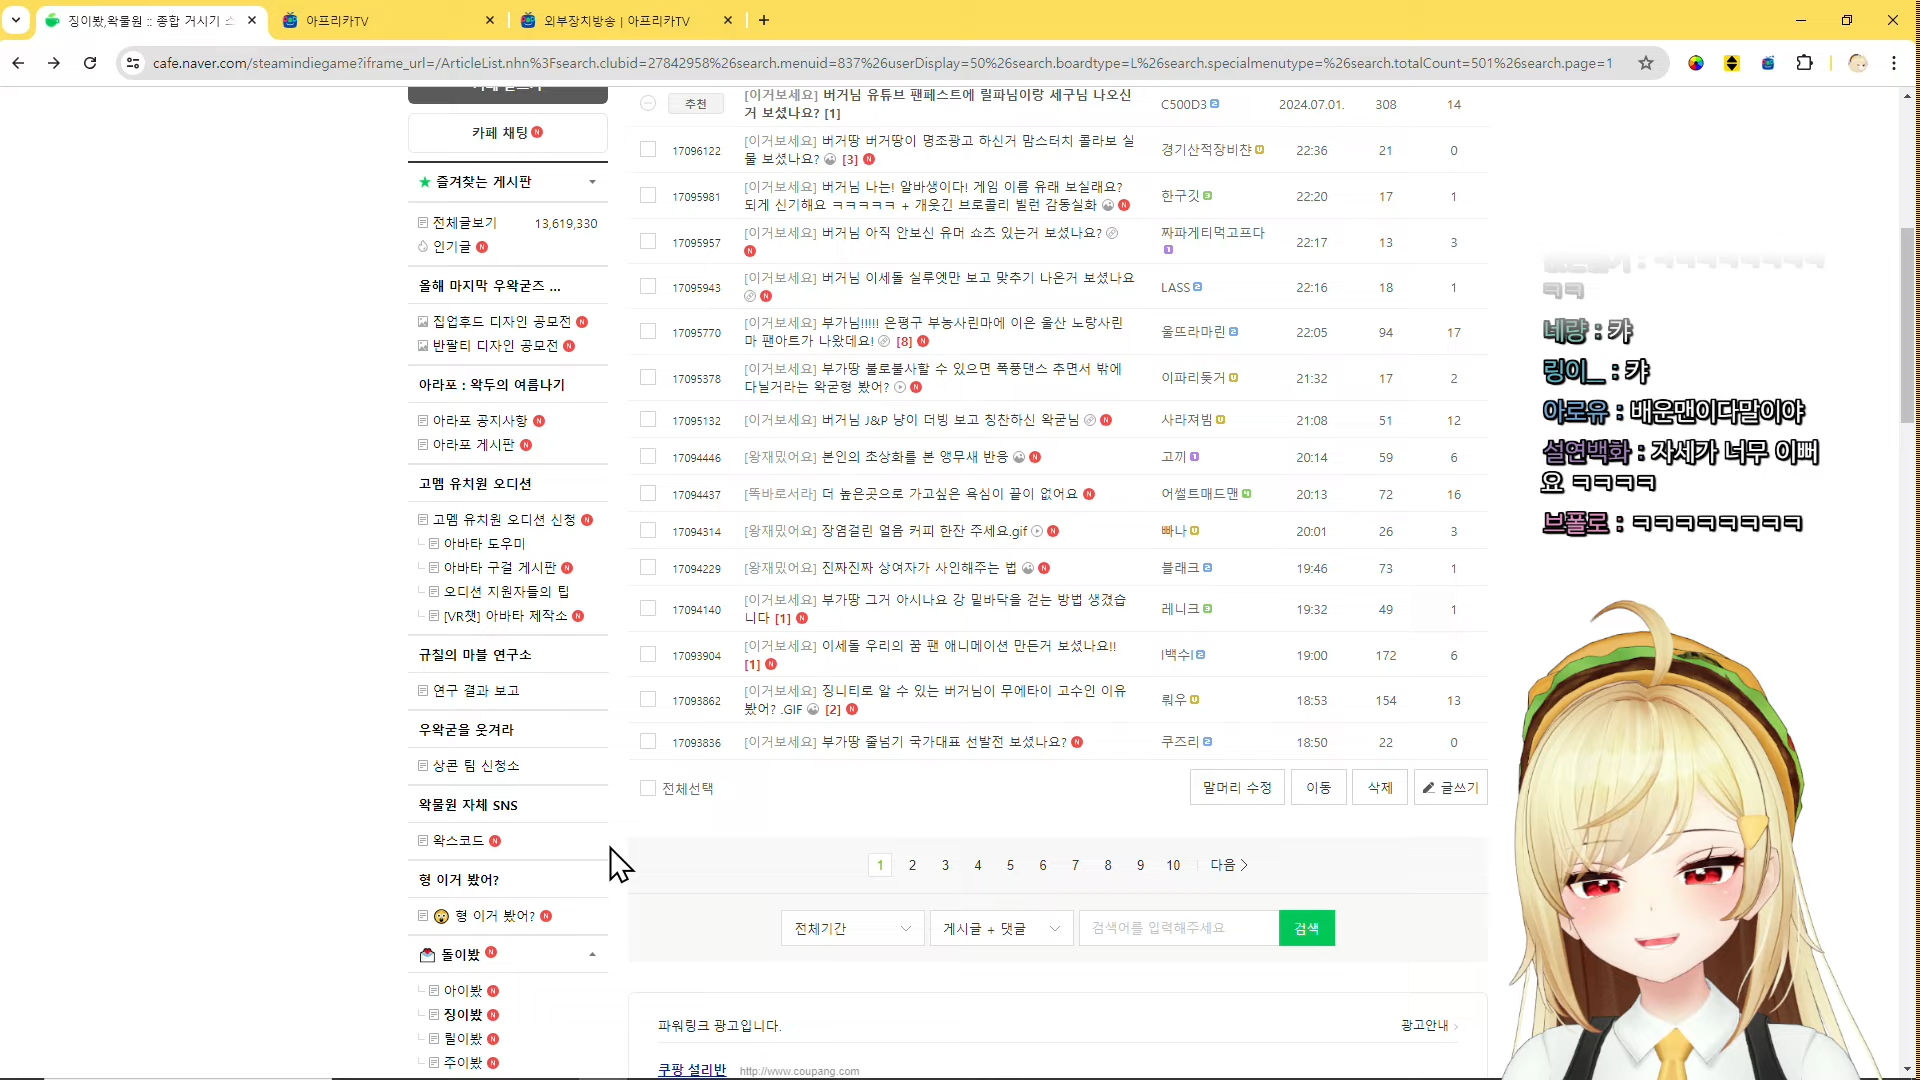 징이봤,왁물원 :: 종합 거시기 스
아프리카TV
외부장치방송 | 아프리카TV
cafe.naver.com/steamindiegame?iframe_url=/ArticleList.nhn%3Fsearch.clubid=27842958%26search.menuid=837%26userDisplay=50%26search.boardtype=L%26search.specialmenutype=%26search.totalCount=501%26search.page=1
카페 채팅 N
★ 즐겨찾는 게시판
전체글보기 13,619,330
인기글 N
올해 마지막 우왁굳즈 ...
집업후드 디자인 공모전 N
반팔티 디자인 공모전 N
아라포 : 왁두의 여름나기
아라포 공지사항 N
아라포 게시판 N
고멤 유치원 오디션
고멤 유치원 오디션 신청 N
아바타 도우미
아바타 구걸 게시판 N
오디션 지원자들의 팁
[VR챗] 아바타 제작소 N
규칠의 마블 연구소
연구 결과 보고
우왁굳을 웃겨라
상콘 팀 신청소
왁물원 자체 SNS
왁스코드 N
형 이거 봤어?
형 이거 봤어? N
돌이봤 N
아이봤 N
징이봤 N
릴이봤 N
주이봤 N
추천 [이거보세요] 버거님 유튜브 팬페스트에 릴파님이랑 세구님 나오신 C500D3 2 2024.07.01. 308 14
거 보셨나요? [1]
17096122 [이거보세요] 버거땅 버거땅이 명조광고 하신거 맘스터치 콜라보 실 경기산적장비챤 22:36 21 0
물 보셨나요? [3] N
17095981 [이거보세요] 버거님 나는! 알바생이다! 게임 이름 유래 보실래요? 한구깃 3 22:20 17 1
되게 신기해요 ㅋㅋㅋㅋㅋ + 개웃긴 브로콜리 빌런 감동실화 N
17095957 [이거보세요] 버거님 아직 안보신 유머 쇼츠 있는거 보셨나요? 짜파게티먹고프다 22:17 13 3
N 1
17095943 [이거보세요] 버거님 이세돌 실루엣만 보고 맞추기 나온거 보셨나요 LASS 2 22:16 18 1
N
17095770 [이거보세요] 부가님!!!!! 은평구 부농사린마에 이은 울산 노랑사린 울뜨라마린 2 22:05 94 17
마 팬아트가 나왔데요! [8] N
17095378 [이거보세요] 부가땅 불로불사할 수 있으면 폭풍댄스 추면서 밖에 이파리돛거 21:32 17 2
다닐거라는 왁굳형 봤어? N
17095132 [이거보세요] 버거님 J&P 냥이 더빙 보고 칭찬하신 왁굳님 N 사라져빔 21:08 51 12
17094446 [왕재밌어요] 본인의 초상화를 본 앵무새 반응 N 고끼 1 20:14 59 6
17094437 [똑바로서라] 더 높은곳으로 가고싶은 욕심이 끝이 없어요 N 어썰트매드맨 20:13 72 16
17094314 [왕재밌어요] 장염걸린 얼음 커피 한잔 주세요.gif N 빠나 20:01 26 3
17094229 [왕재밌어요] 진짜진짜 상여자가 사인해주는 법 N 블래크 2 19:46 73 1
17094140 [이거보세요] 부가땅 그거 아시나요 강 밑바닥을 걷는 방법 생겼습 레니크 3 19:32 49 1
니다 [1] N
17093904 [이거보세요] 이세돌 우리의 꿈 팬 애니메이션 만든거 보셨나요!! I백수I 2 19:00 172 6
[1] N
17093862 [이거보세요] 징니티로 알 수 있는 버거님이 무에타이 고수인 이유 뤄우 18:53 154 13
봤어? .GIF [2] N
17093836 [이거보세요] 부가땅 줄넘기 국가대표 선발전 보셨나요? N 쿠즈리 2 18:50 22 0
전체선택 말머리 수정 이동 삭제 글쓰기
1 2 3 4 5 6 7 8 9 10 다음
전체기간 게시글 + 댓글 검색어를 입력해주세요 검색
파워링크 광고입니다. 광고안내
쿠팡 설리반 http://www.coupang.com
ㅋㅋ
네량 : 캬
링이_ : 캬
아로유 : 배운맨이다말이야
설연백화 : 자세가 너무 이뻐
요 ㅋㅋㅋㅋ
브폴로 : ㅋㅋㅋㅋㅋㅋㅋㅋ